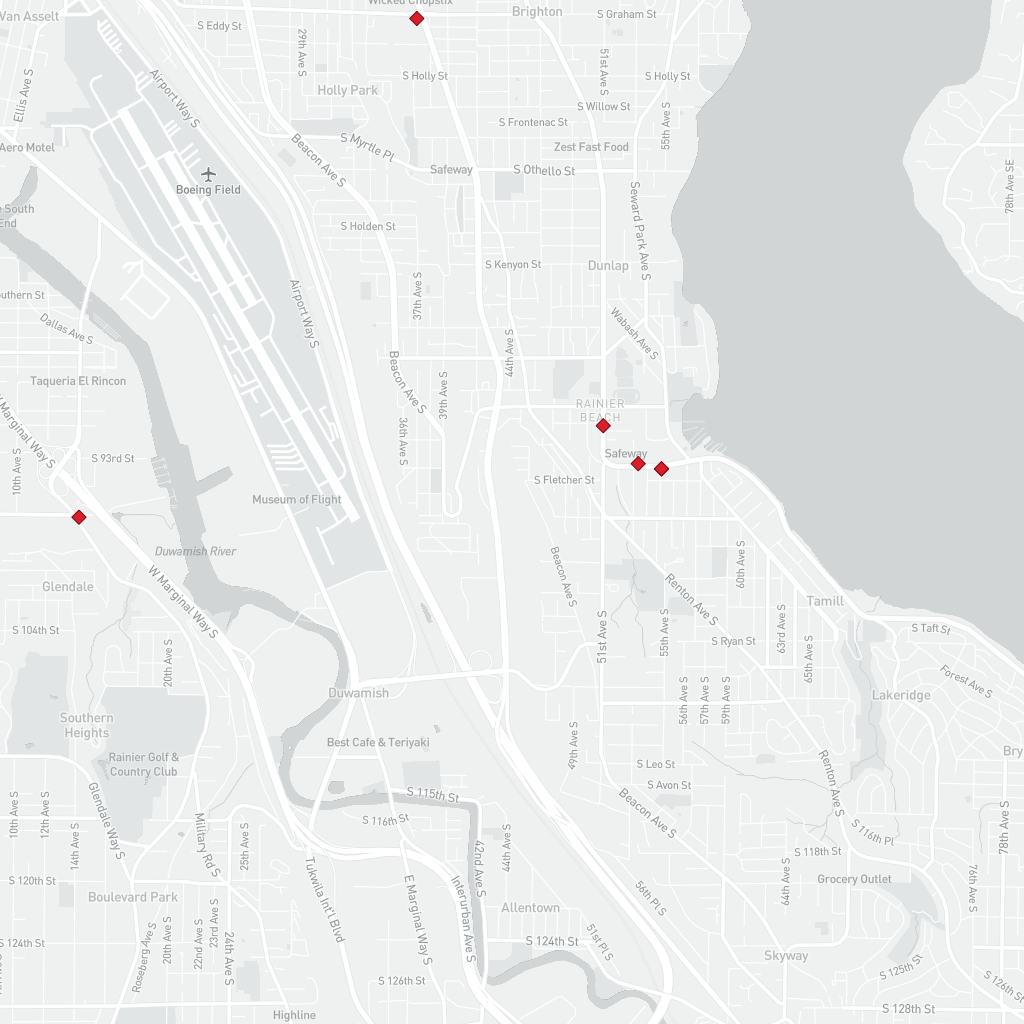 Wicked Chopstix
Van Asselt
S Eddy St
Brighton
S Graham St
29th Ave S
51st Ave S
S Holly St
S Holly St
Ellis Ave S
Airport Way S
Holly Park
S Willow St
55th Ave S
S Frontenac St
Aero Motel
Beacon Ave S
S Myrtle Pl
Zest Fast Food
Safeway
S Othello St
78th Ave SE
Boeing Field
South
End
S Holden St
Seward Park Ave S
S Kenyon St
Dunlap
37th Ave S
Airport Way S
Southern St
Dallas Ave S
Wabash Ave S
44th Ave S
Taqueria El Rincon
Beacon Ave S
39th Ave S
RAINIER
BEACH
W Marginal Way S
36th Ave S
Safeway
S 93rd St
10th Ave S
S Fletcher St
Museum of Flight
Duwamish River
Beacon Ave S
60th Ave S
Glendale
W Marginal Way S
Renton Ave S
Tamill
S 104th St
20th Ave S
51st Ave S
55th Ave S
S Ryan St
63rd Ave S
65th Ave S
S Taft St
Forest Ave S
Duwamish
56th Ave S
57th Ave S
59th Ave S
Lakeridge
Southern
Heights
Best Cafe & Teriyaki
49th Ave S
Bry
Rainier Golf &
Country Club
S Leo St
S Avon St
Renton Ave S
S 115th St
Glendale Way S
10th Ave S
12th Ave S
14th Ave S
Military Rd S
25th Ave S
S 116th St
Beacon Ave S
S 116th Pl
78th Ave S
44th Ave S
42nd Ave S
S 118th St
S 120th St
Tukwila Int'l Blvd
E Marginal Way S
Interurban Ave S
64th Ave S
Grocery Outlet
76th Ave S
Boulevard Park
56th Pl S
Allentown
S 124th St
Roseberg Ave S
20th Ave S
22nd Ave S
23rd Ave S
24th Ave S
S 124th St
51st Pl S
Skyway
S 125th St
S 126th St
S 126th St
Highline
S 128th St